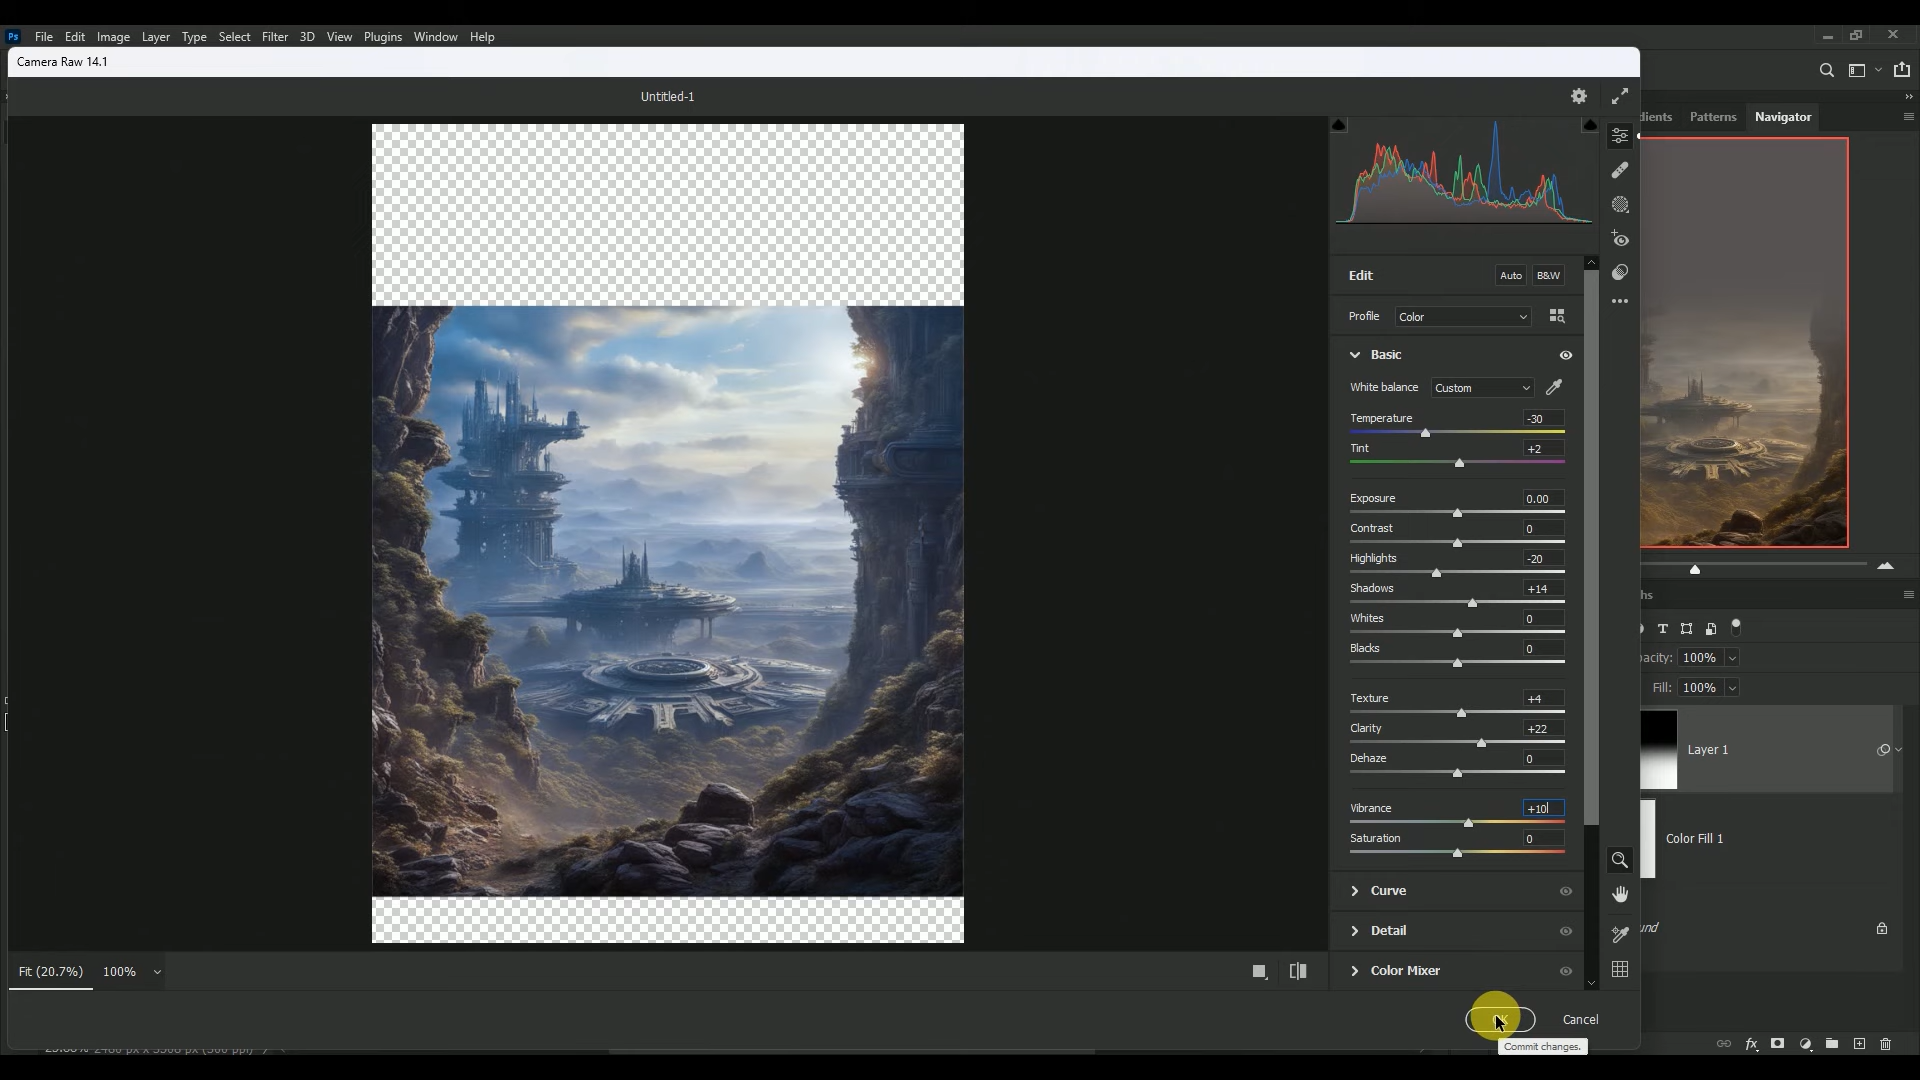 Ps File Edit Image Layer Type Select Filter 3D View Plugins Window Help
Camera Raw 14.1
Untitled-1
dients Patterns Navigator
Edit Auto B&W
Profile Color
Basic
White balance Custom
Temperature -30
Tint +2
Exposure 0.00
Contrast 0
Highlights -20
Shadows +14
Whites 0
Blacks 0
Texture +4
Clarity +22
Dehaze 0
Vibrance +10
Saturation 0
Curve
Detail
Color Mixer
hs
T
pacity: 100%
Fill: 100%
Layer 1
Color Fill 1
und
Fit (20.7%) 100%
OK Cancel
Commit changes.
fx